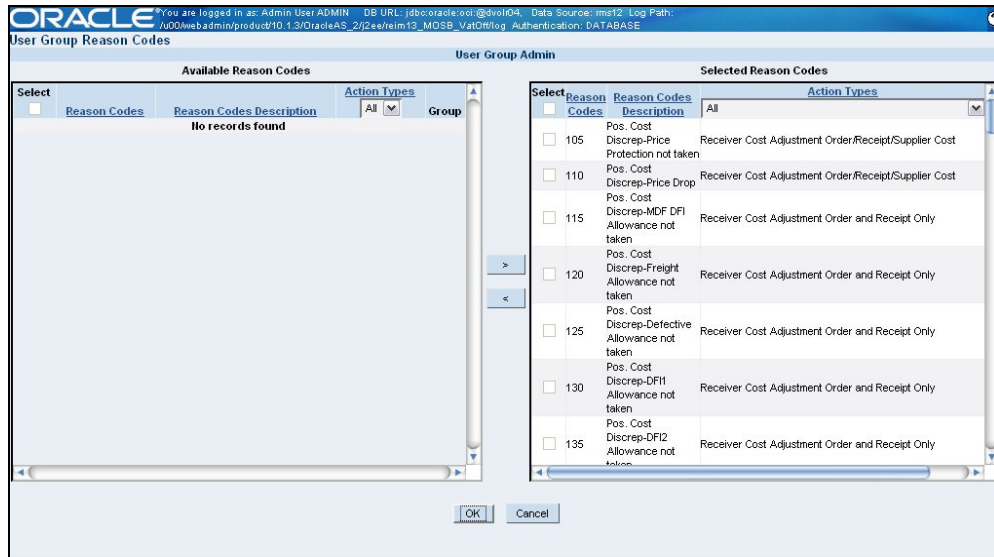 ORACLE You are logged in as: Admin User ADMIN DB URL: jdbc:oracle:oci:@dvolr04, Data Source: rms12 Log Path:
/u00/webadmin/product/10.1.3/OracleAS_2/j2ee/reim13_MOSB_VatOff/log Authentication: DATABASE
User Group Reason Codes
User Group Admin
Available Reason Codes
Select
Reason Codes
Reason Codes Description
Action Types
All
Group
No records found
»
«
Selected Reason Codes
Select
Reason
Codes
Reason Codes
Description
Action Types
All
105
Pos. Cost
Discrep-Price
Protection not taken
Receiver Cost Adjustment Order/Receipt/Supplier Cost
110
Pos. Cost
Discrep-Price Drop
Receiver Cost Adjustment Order/Receipt/Supplier Cost
115
Pos. Cost
Discrep-MDF DFI
Allowance not
taken
Receiver Cost Adjustment Order and Receipt Only
120
Pos. Cost
Discrep-Freight
Allowance not
taken
Receiver Cost Adjustment Order and Receipt Only
125
Pos. Cost
Discrep-Defective
Allowance not
taken
Receiver Cost Adjustment Order and Receipt Only
130
Pos. Cost
Discrep-DFI1
Allowance not
taken
Receiver Cost Adjustment Order and Receipt Only
135
Pos. Cost
Discrep-DFI2
Allowance not
taken
Receiver Cost Adjustment Order and Receipt Only
OK
Cancel